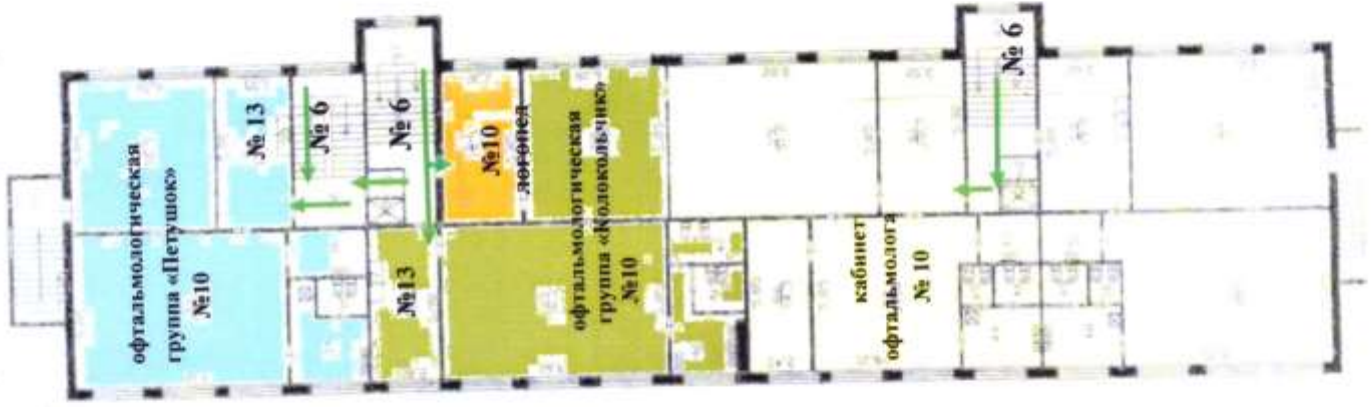 офтальмологическая
группа «Петушок»
№10
№ 13
№ 6
№ 6
№13
№10
логопед
офтальмологическая
группа «Колокольчик»
№10
кабинет
офтальмолога
№ 10
№ 6